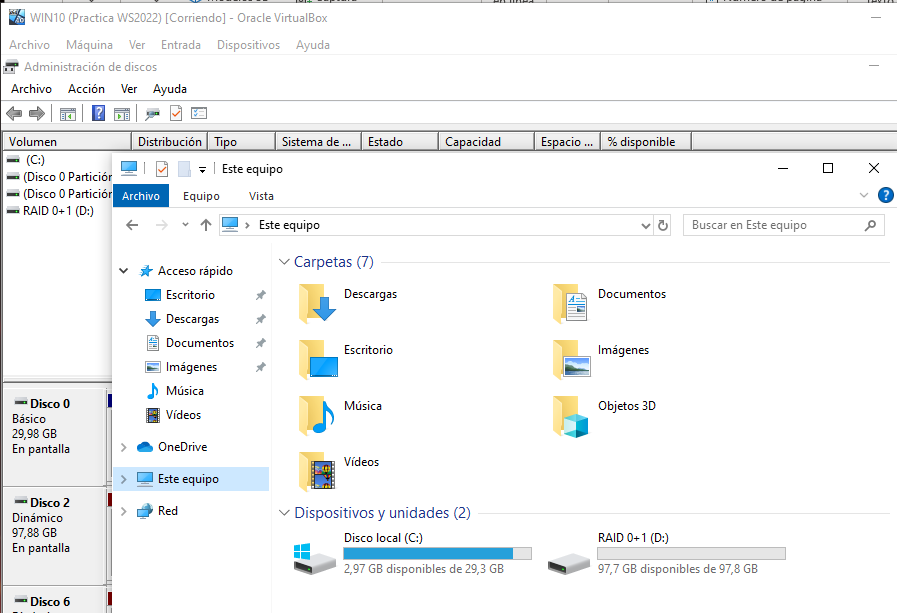 WIN10 (Practica WS2022) [Corriendo] - Oracle VirtualBox
Archivo Máquina Ver Entrada Dispositivos Ayuda
Administración de discos
Archivo Acción Ver Ayuda
Volumen Distribución Tipo Sistema de ... Estado Capacidad Espacio ... % disponible
(C:)
(Disco 0 Partición
(Disco 0 Partición
RAID 0+1 (D:)
Este equipo
Archivo Equipo Vista
Este equipo
Buscar en Este equipo
Acceso rápido
Escritorio
Descargas
Documentos
Imágenes
Música
Vídeos
OneDrive
Este equipo
Red
Carpetas (7)
Descargas
Documentos
Escritorio
Imágenes
Música
Objetos 3D
Vídeos
Dispositivos y unidades (2)
Disco local (C:)
2,97 GB disponibles de 29,3 GB
RAID 0+1 (D:)
97,7 GB disponibles de 97,8 GB
Disco 0
Básico
29,98 GB
En pantalla
Disco 2
Dinámico
97,88 GB
En pantalla
Disco 6